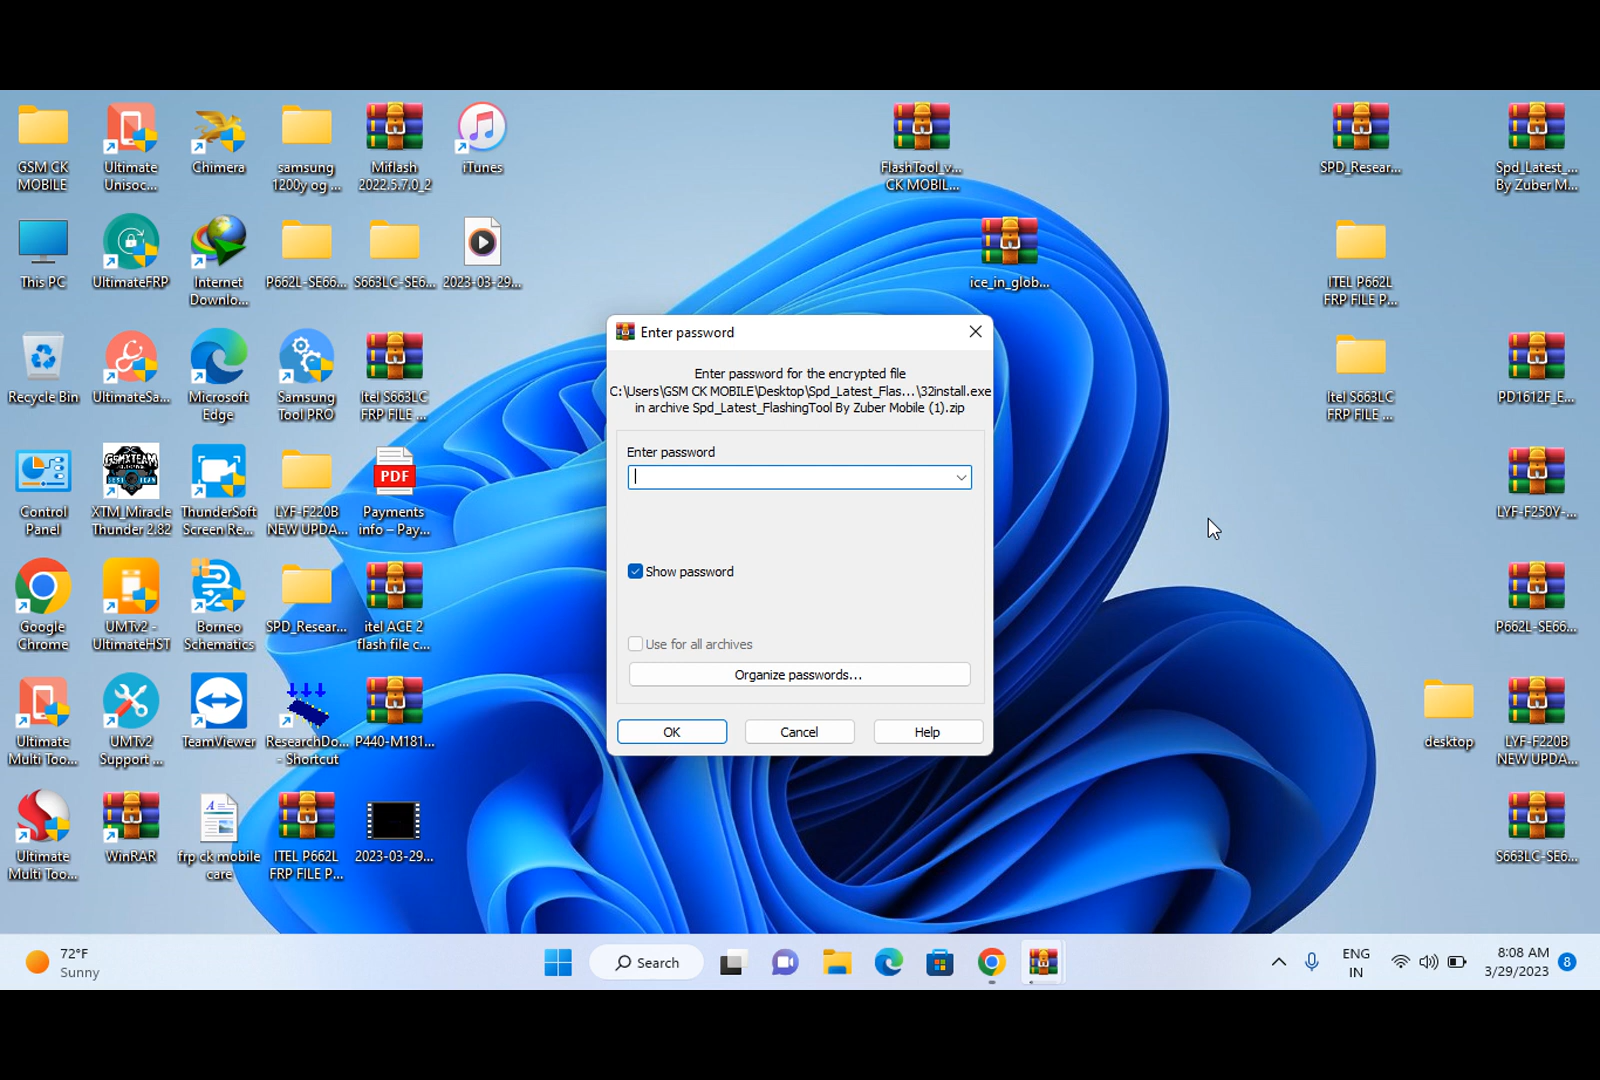 GSM CK
MOBILE
Ultimate
Unisoc...
Chimera
samsung
1200y og ...
Miflash
2022.5.7.0_2
iTunes
FlashTool_v...
CK MOBIL...
SPD_Resear...
Spd_Latest_...
By Zuber M...
This PC
UltimateFRP
Internet
Downlo...
P662L-SE66...
S663LC-SE6...
2023-03-29...
ice_in_glob...
ITEL P662L
FRP FILE P...
Recycle Bin
UltimateSa...
Microsoft
Edge
Samsung
Tool PRO
Itel S663LC
FRP FILE ...
Itel S663LC
FRP FILE ...
PD1612F_E...
Enter password
Enter password for the encrypted file
C:\Users\GSM CK MOBILE\Desktop\Spd_Latest_Flas...\32install.exe
in archive Spd_Latest_FlashingTool By Zuber Mobile (1).zip
Enter password
Show password
Use for all archives
Organize passwords...
OK
Cancel
Help
Control
Panel
GSMXTEAM
XTM_Miracle
Thunder 2.82
ThunderSoft
Screen Re...
LYF-F220B
NEW UPDA...
PDF
Payments
info – Pay...
LYF-F250Y-...
Google
Chrome
UMTv2 -
UltimateHST
Borneo
Schematics
SPD_Resear...
itel ACE 2
flash file c...
P662L-SE66...
Ultimate
Multi Too...
UMTv2
Support ...
TeamViewer
ResearchDo...
- Shortcut
P440-M181...
desktop
LYF-F220B
NEW UPDA...
Ultimate
Multi Too...
WinRAR
frp ck mobile
care
ITEL P662L
FRP FILE P...
2023-03-29...
S663LC-SE6...
72°F
Sunny
Search
ENG
IN
8:08 AM
3/29/2023
8